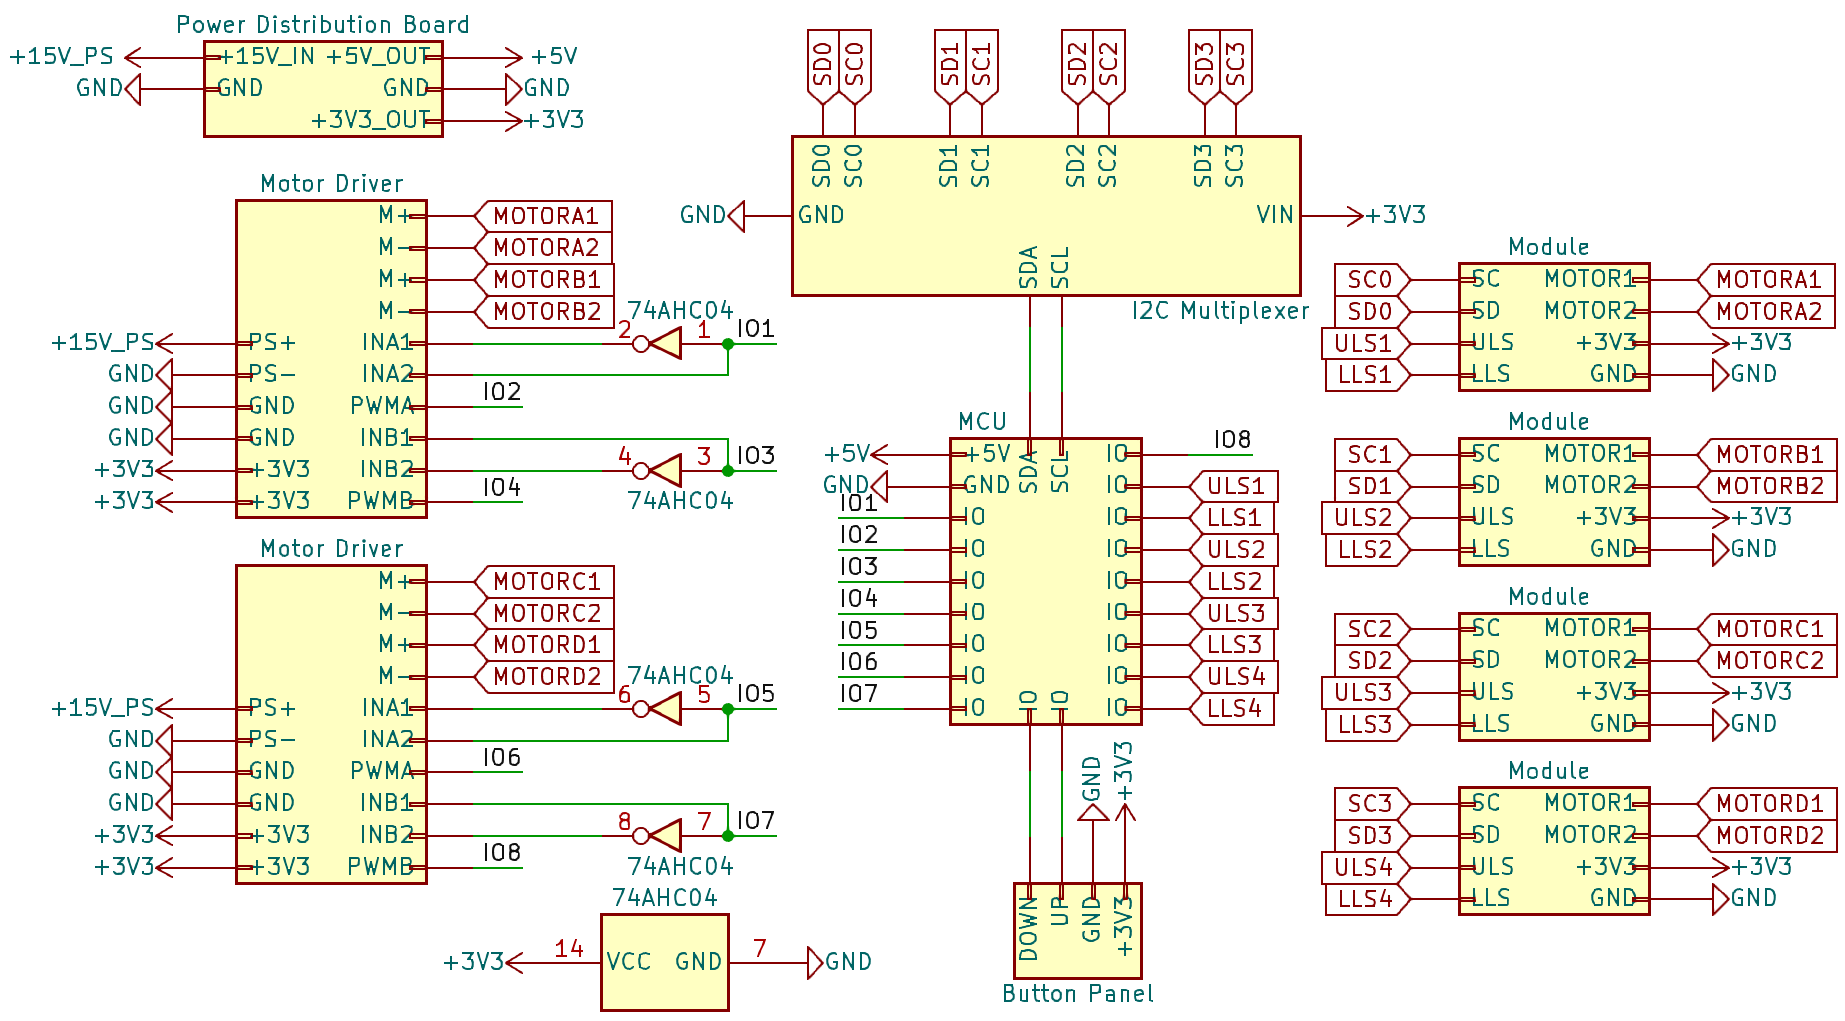 Power Distribution Board
+15V_PS
+15V_IN
+5V_OUT
+5V
GND
GND
GND
GND
+3V3_OUT
+3V3
Motor Driver
M+
MOTORA1
M-
MOTORA2
M+
MOTORB1
M-
MOTORB2
+15V_PS
PS+
INA1
2
74AHC04
1
IO1
GND
PS-
INA2
GND
GND
PWMA
IO2
GND
GND
INB1
+3V3
+3V3
INB2
4
74AHC04
3
IO3
+3V3
+3V3
PWMB
IO4
Motor Driver
M+
MOTORC1
M-
MOTORC2
M+
MOTORD1
M-
MOTORD2
+15V_PS
PS+
INA1
6
74AHC04
5
IO5
GND
PS-
INA2
GND
GND
PWMA
IO6
GND
GND
INB1
+3V3
+3V3
INB2
8
74AHC04
7
IO7
+3V3
+3V3
PWMB
IO8
74AHC04
+3V3
14
VCC
GND
7
GND
SD0
SC0
SD1
SC1
SD2
SC2
SD3
SC3
SD0
SC0
SD1
SC1
SD2
SC2
SD3
SC3
GND
GND
VIN
+3V3
SDA
SCL
I2C Multiplexer
MCU
+5V
+5V
SDA
SCL
IO
IO8
GND
GND
IO
ULS1
IO1
IO
IO
LLS1
IO2
IO
IO
ULS2
IO3
IO
IO
LLS2
IO4
IO
IO
ULS3
IO5
IO
IO
LLS3
IO6
IO
IO
ULS4
IO7
IO
IO
IO
IO
LLS4
GND
+3V3
DOWN
UP
GND
+3V3
Button Panel
Module
SC0
SC
MOTOR1
MOTORA1
SD0
SD
MOTOR2
MOTORA2
ULS1
ULS
+3V3
+3V3
LLS1
LLS
GND
GND
Module
SC1
SC
MOTOR1
MOTORB1
SD1
SD
MOTOR2
MOTORB2
ULS2
ULS
+3V3
+3V3
LLS2
LLS
GND
GND
Module
SC2
SC
MOTOR1
MOTORC1
SD2
SD
MOTOR2
MOTORC2
ULS3
ULS
+3V3
+3V3
LLS3
LLS
GND
GND
Module
SC3
SC
MOTOR1
MOTORD1
SD3
SD
MOTOR2
MOTORD2
ULS4
ULS
+3V3
+3V3
LLS4
LLS
GND
GND